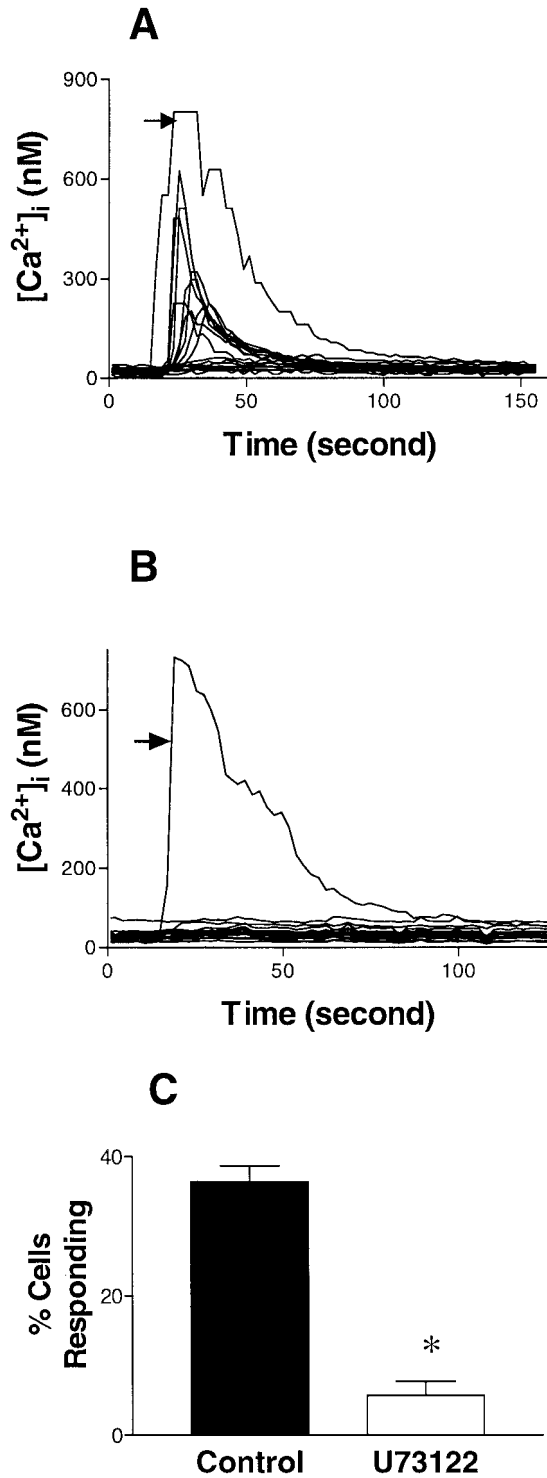 A
900
600
300
0
[Ca2+]i (nM)
0 50 100 150
Time (second)
B
600
400
200
0
[Ca2+]i (nM)
0 50 100
Time (second)
C
40
20
0
% Cells
Responding
*
Control U73122